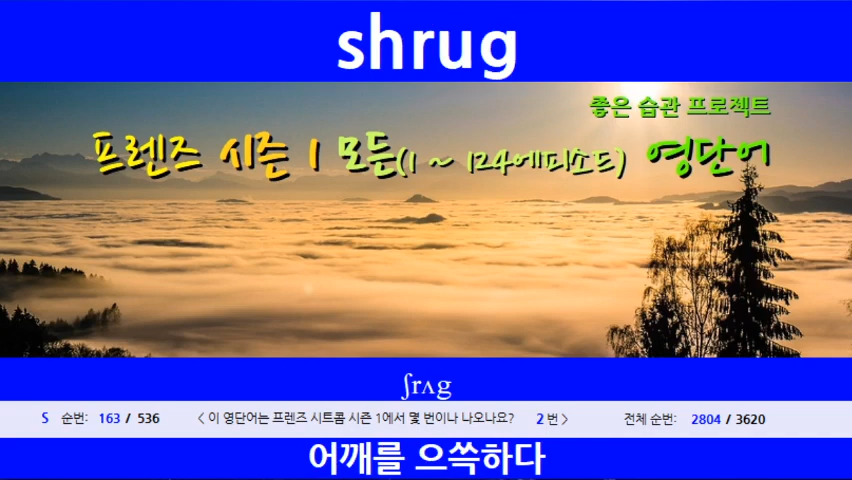 shrug
좋은 습관 프로젝트
프렌즈 시즌 1 모든(1 ~ 124에피소드) 영단어
ʃrʌg
S 순번: 163 / 536 < 이 영단어는 프렌즈 시트콤 시즌 1에서 몇 번이나 나오나요? 2 번 > 전체 순번: 2804 / 3620
어깨를 으쓱하다